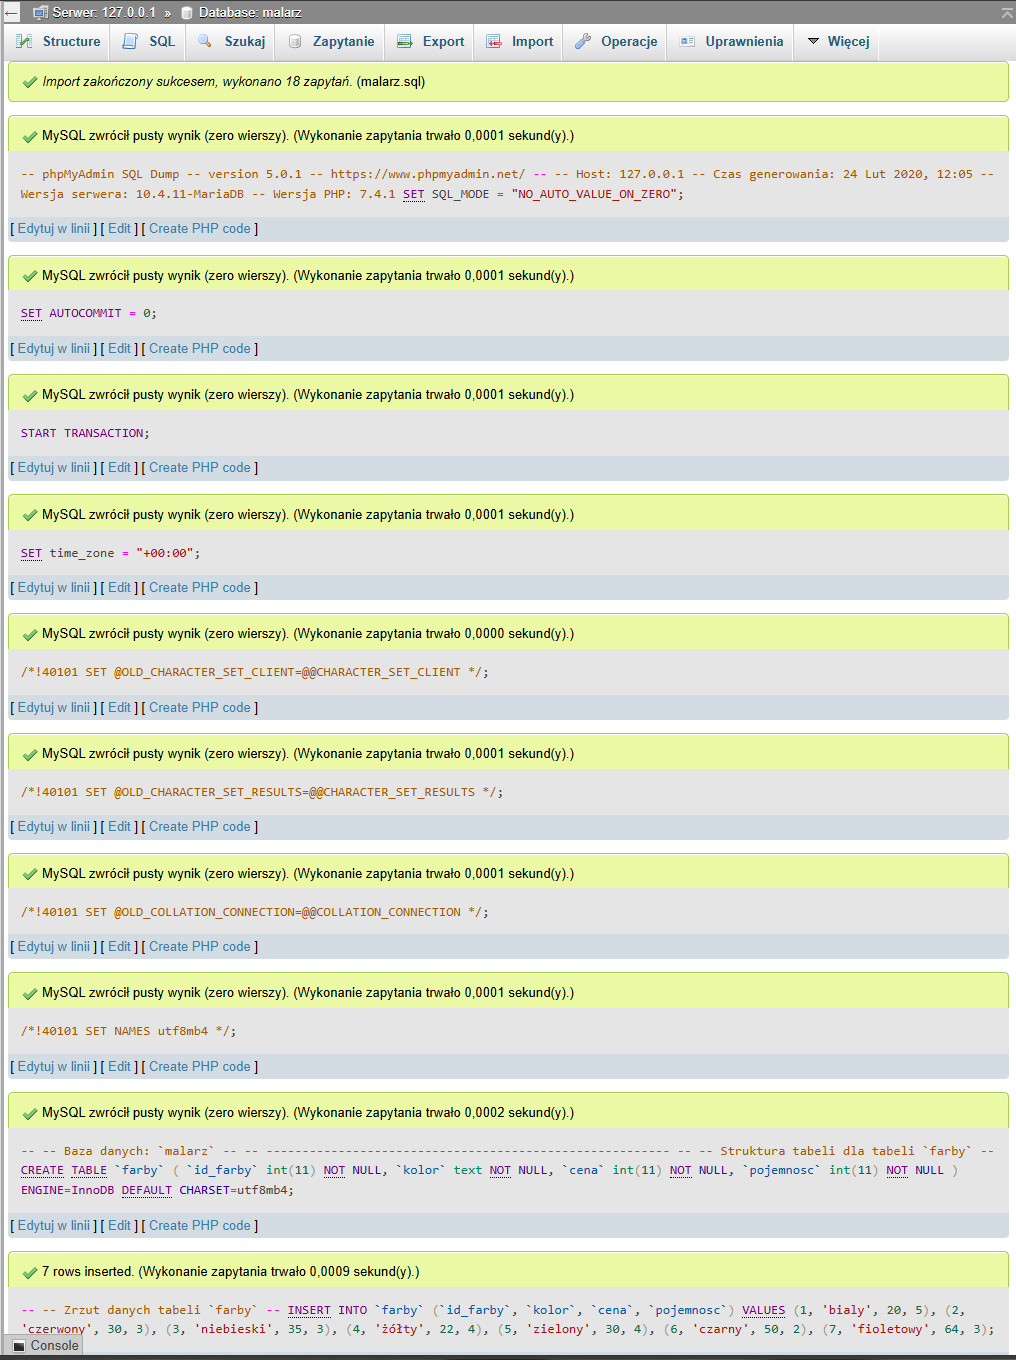 ← Serwer: 127.0.0.1 » Database: malarz
Structure SQL Szukaj Zapytanie Export Import Operacje Uprawnienia Więcej
Import zakończony sukcesem, wykonano 18 zapytań. (malarz.sql)
MySQL zwrócił pusty wynik (zero wierszy). (Wykonanie zapytania trwało 0,0001 sekund(y).)
-- phpMyAdmin SQL Dump -- version 5.0.1 -- https://www.phpmyadmin.net/ -- -- Host: 127.0.0.1 -- Czas generowania: 24 Lut 2020, 12:05 --
Wersja serwera: 10.4.11-MariaDB -- Wersja PHP: 7.4.1 SET SQL_MODE = "NO_AUTO_VALUE_ON_ZERO";
[ Edytuj w linii ] [ Edit ] [ Create PHP code ]
MySQL zwrócił pusty wynik (zero wierszy). (Wykonanie zapytania trwało 0,0001 sekund(y).)
SET AUTOCOMMIT = 0;
[ Edytuj w linii ] [ Edit ] [ Create PHP code ]
MySQL zwrócił pusty wynik (zero wierszy). (Wykonanie zapytania trwało 0,0001 sekund(y).)
START TRANSACTION;
[ Edytuj w linii ] [ Edit ] [ Create PHP code ]
MySQL zwrócił pusty wynik (zero wierszy). (Wykonanie zapytania trwało 0,0001 sekund(y).)
SET time_zone = "+00:00";
[ Edytuj w linii ] [ Edit ] [ Create PHP code ]
MySQL zwrócił pusty wynik (zero wierszy). (Wykonanie zapytania trwało 0,0000 sekund(y).)
/*!40101 SET @OLD_CHARACTER_SET_CLIENT=@@CHARACTER_SET_CLIENT */;
[ Edytuj w linii ] [ Edit ] [ Create PHP code ]
MySQL zwrócił pusty wynik (zero wierszy). (Wykonanie zapytania trwało 0,0001 sekund(y).)
/*!40101 SET @OLD_CHARACTER_SET_RESULTS=@@CHARACTER_SET_RESULTS */;
[ Edytuj w linii ] [ Edit ] [ Create PHP code ]
MySQL zwrócił pusty wynik (zero wierszy). (Wykonanie zapytania trwało 0,0001 sekund(y).)
/*!40101 SET @OLD_COLLATION_CONNECTION=@@COLLATION_CONNECTION */;
[ Edytuj w linii ] [ Edit ] [ Create PHP code ]
MySQL zwrócił pusty wynik (zero wierszy). (Wykonanie zapytania trwało 0,0001 sekund(y).)
/*!40101 SET NAMES utf8mb4 */;
[ Edytuj w linii ] [ Edit ] [ Create PHP code ]
MySQL zwrócił pusty wynik (zero wierszy). (Wykonanie zapytania trwało 0,0002 sekund(y).)
-- -- Baza danych: `malarz` -- -- -------------------------------------------------------- -- -- Struktura tabeli dla tabeli `farby` --
CREATE TABLE `farby` ( `id_farby` int(11) NOT NULL, `kolor` text NOT NULL, `cena` int(11) NOT NULL, `pojemnosc` int(11) NOT NULL )
ENGINE=InnoDB DEFAULT CHARSET=utf8mb4;
[ Edytuj w linii ] [ Edit ] [ Create PHP code ]
7 rows inserted. (Wykonanie zapytania trwało 0,0009 sekund(y).)
-- -- Zrzut danych tabeli `farby` -- INSERT INTO `farby` (`id_farby`, `kolor`, `cena`, `pojemnosc`) VALUES (1, 'bialy', 20, 5), (2,
'czerwony', 30, 3), (3, 'niebieski', 35, 3), (4, 'żółty', 22, 4), (5, 'zielony', 30, 4), (6, 'czarny', 50, 2), (7, 'fioletowy', 64, 3);
Console